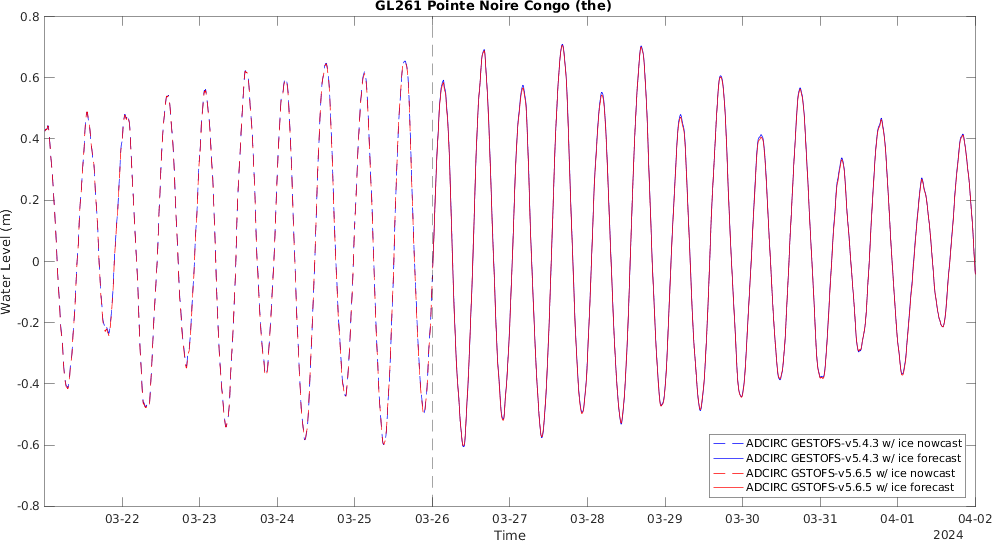 GL261 Pointe Noire Congo (the)
0.8
0.6
0.4
0.2
0
-0.2
-0.4
-0.6
-0.8
Water Level (m)
ADCIRC GESTOFS-v5.4.3 w/ ice nowcast
ADCIRC GESTOFS-v5.4.3 w/ ice forecast
ADCIRC GSTOFS-v5.6.5 w/ ice nowcast
ADCIRC GSTOFS-v5.6.5 w/ ice forecast
03-22 03-23 03-24 03-25 03-26 03-27 03-28 03-29 03-30 03-31 04-01 04-02
Time
2024